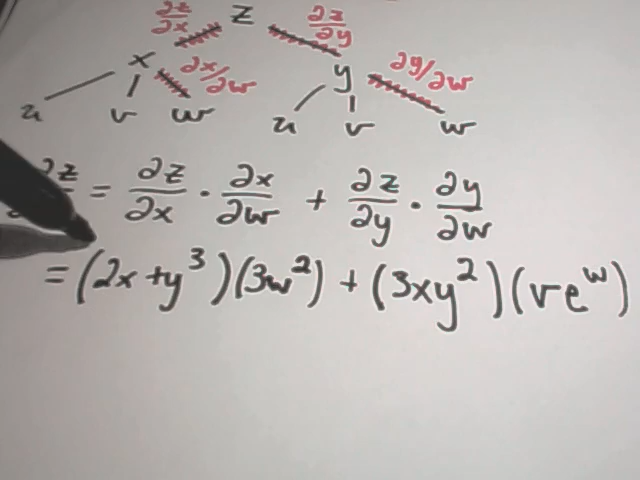 ∂z/∂x z ∂z/∂y
x ∂x/∂w y ∂y/∂w
u v w u v w
∂z = ∂z/∂x · ∂x/∂w + ∂z/∂y · ∂y/∂w
= (2x+y³)(3w²) + (3xy²)(ve^w)